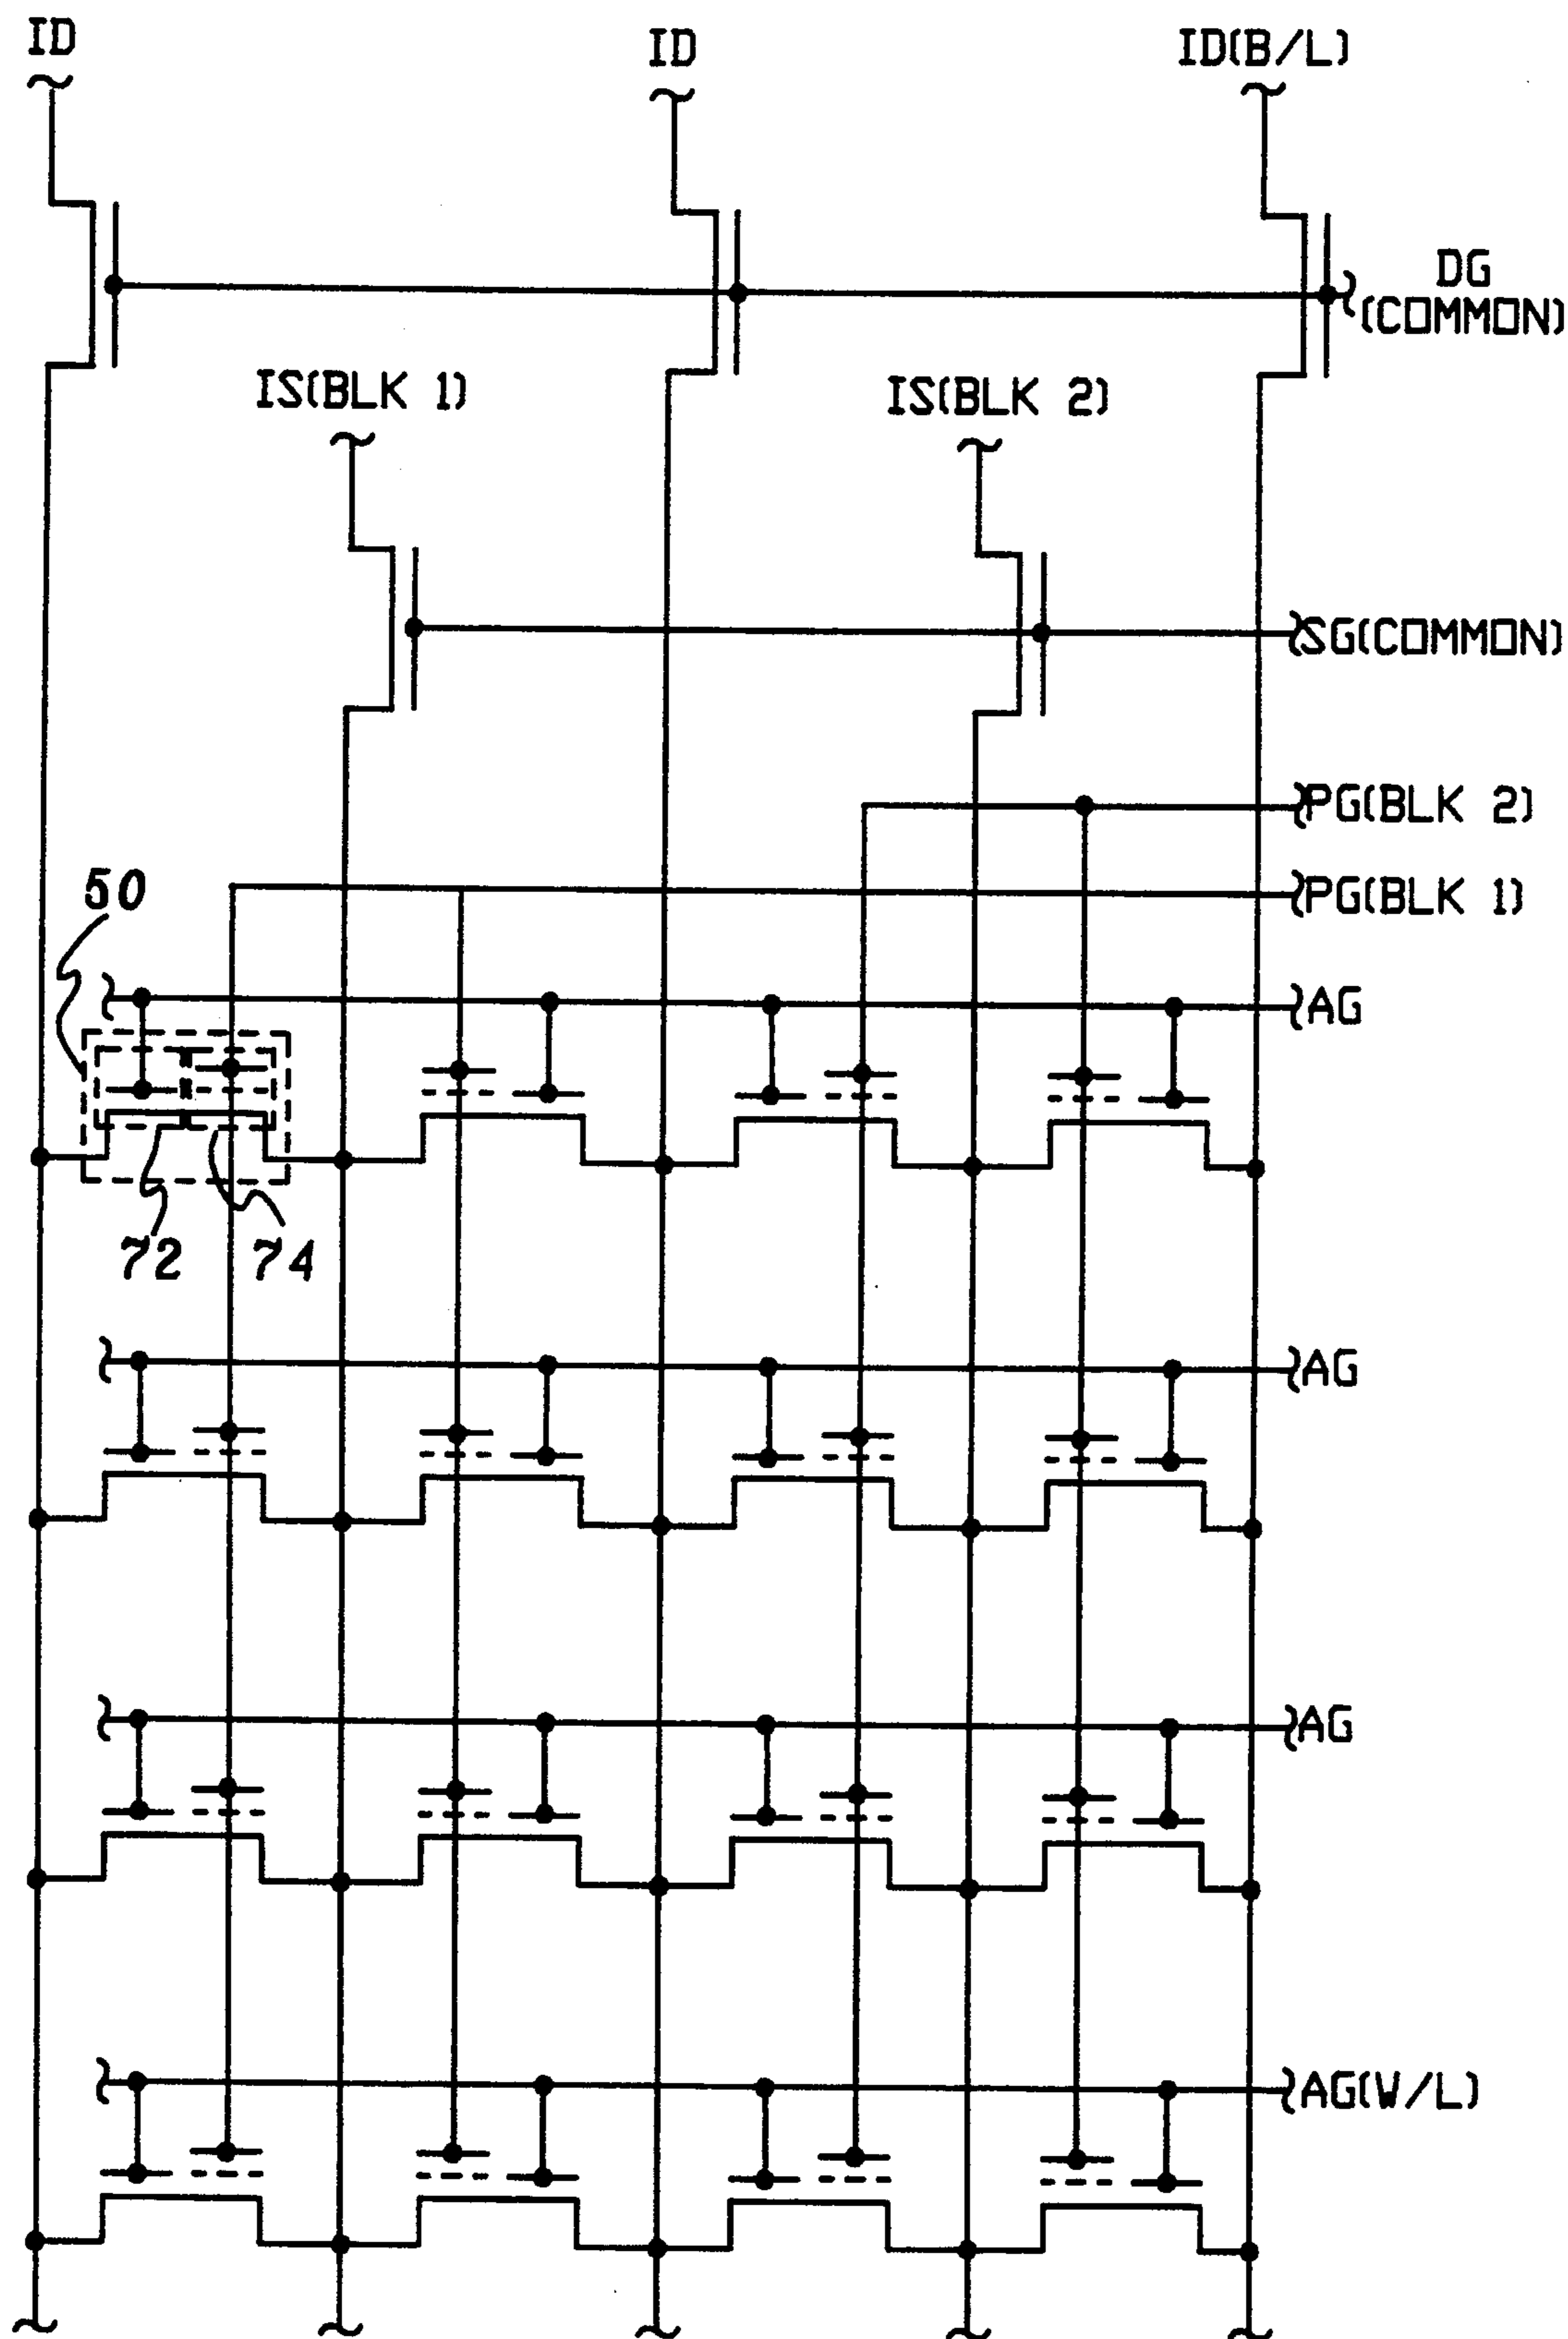 ID
ID
ID(B/L)
DG
(COMMON)
IS(BLK 1)
IS(BLK 2)
SG(COMMON)
PG(BLK 2)
PG(BLK 1)
50
AG
72
74
AG
AG
AG(W/L)